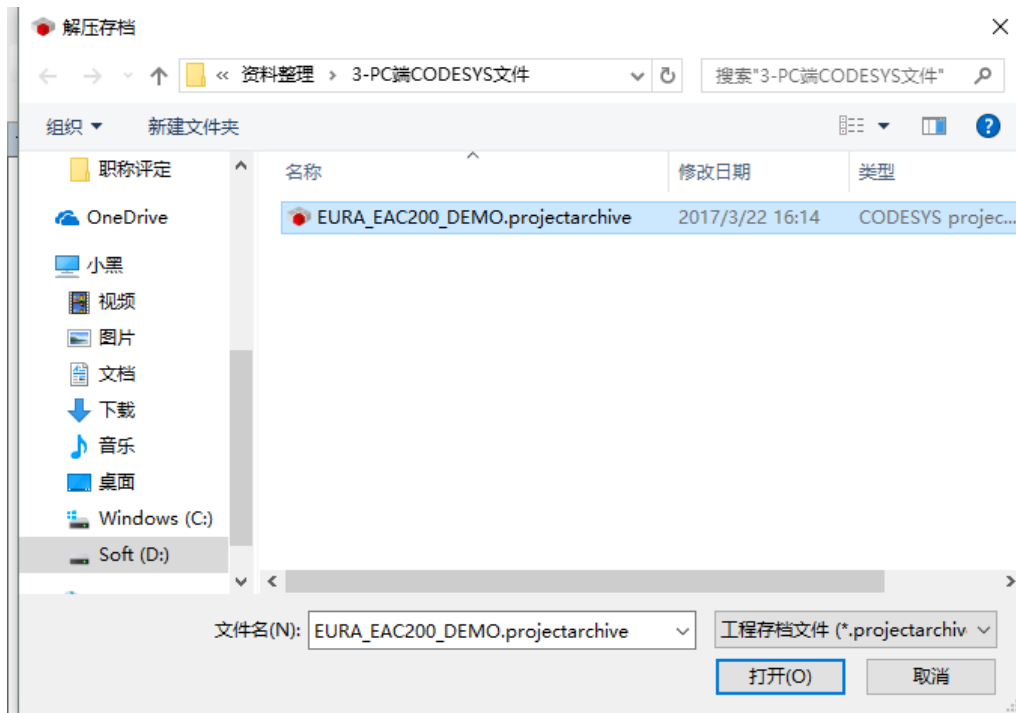 解压存档
« 资料整理 › 3-PC端CODESYS文件
搜索"3-PC端CODESYS文件"
组织
新建文件夹
名称
修改日期
类型
EURA_EAC200_DEMO.projectarchive
2017/3/22 16:14
CODESYS projec...
职称评定
OneDrive
小黑
视频
图片
文档
下载
音乐
桌面
Windows (C:)
Soft (D:)
文件名(N):
EURA_EAC200_DEMO.projectarchive
工程存档文件 (*.projectarchiv
打开(O)
取消